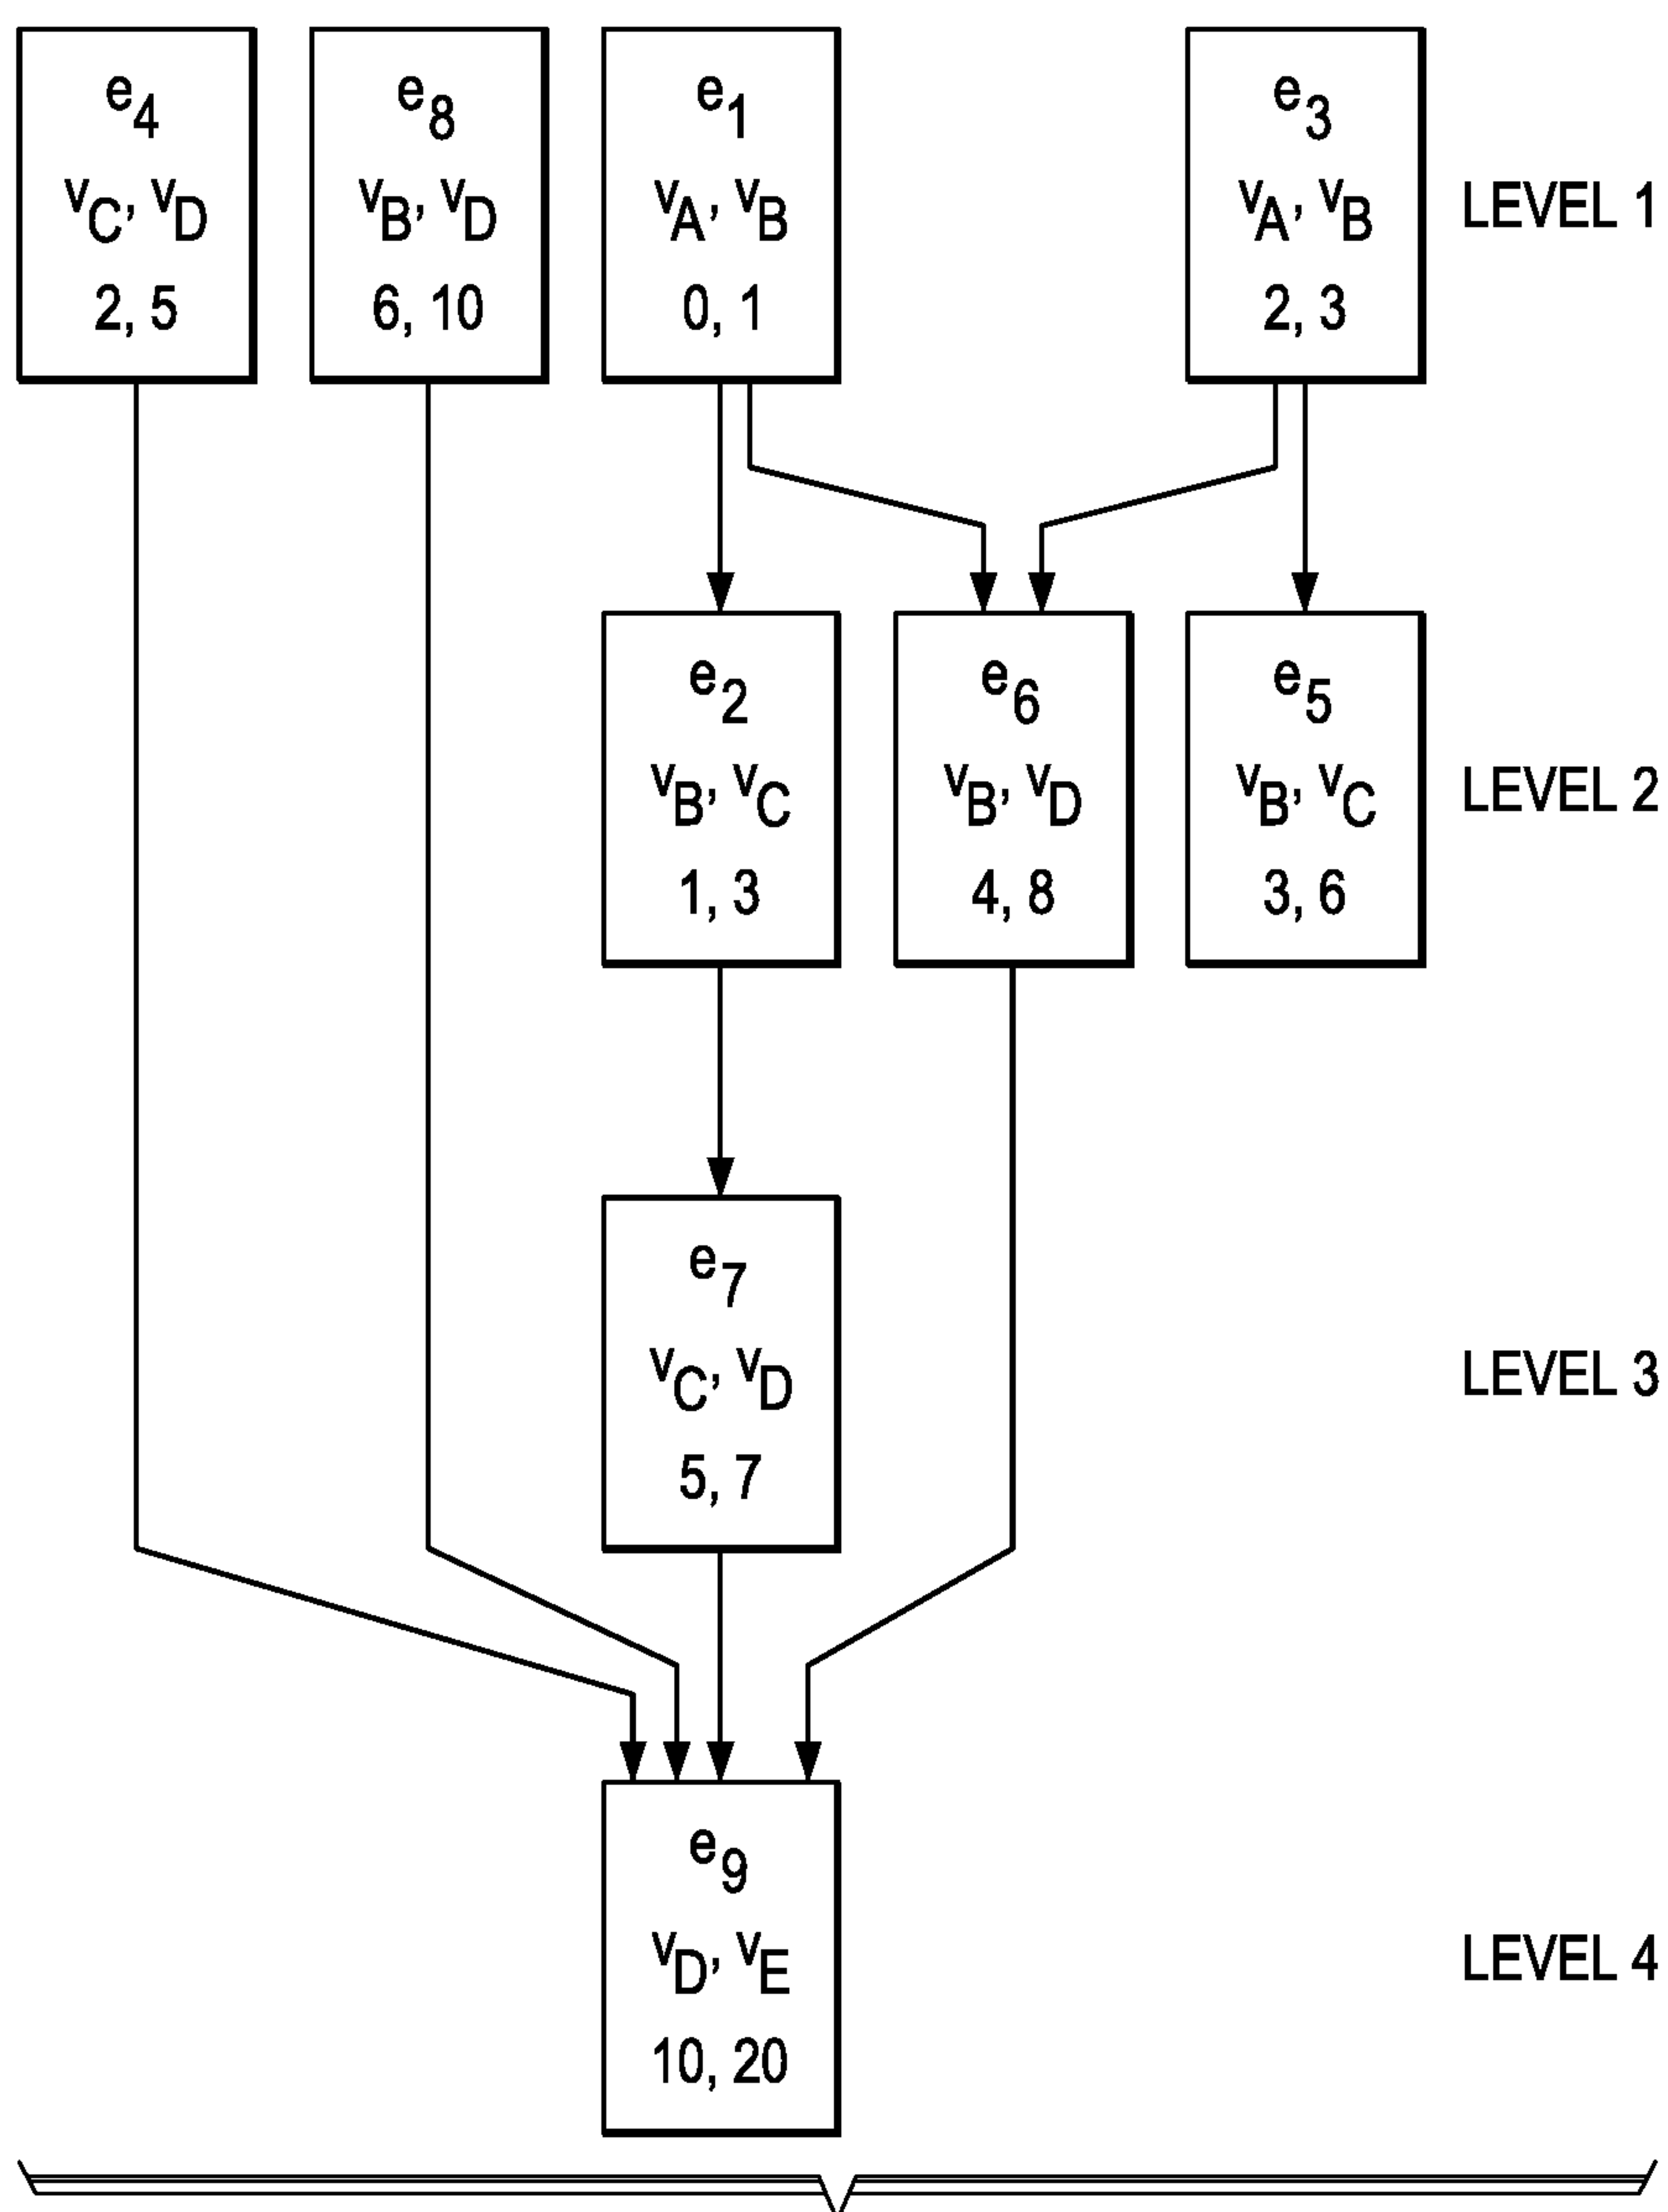 e4
vC, vD
2, 5
e8
vB, vD
6, 10
e1
vA, vB
0, 1
e3
vA, vB
2, 3
LEVEL 1
e2
vB, vC
1, 3
e6
vB, vD
4, 8
e5
vB, vC
3, 6
LEVEL 2
e7
vC, vD
5, 7
LEVEL 3
e9
vD, vE
10, 20
LEVEL 4